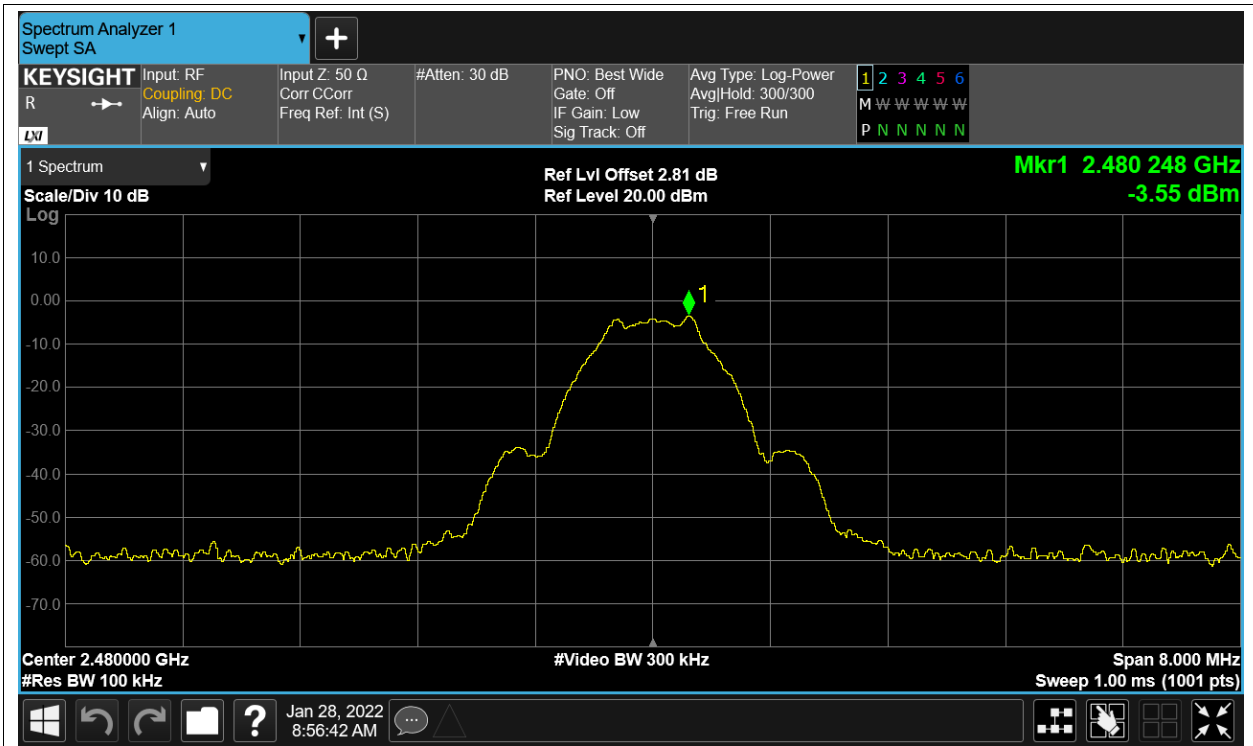 Spectrum Analyzer 1
Swept SA
KEYSIGHT
R
LXI
Input: RF
Coupling: DC
Align: Auto
Input Z: 50 Ω
Corr CCorr
Freq Ref: Int (S)
#Atten: 30 dB
PNO: Best Wide
Gate: Off
IF Gain: Low
Sig Track: Off
Avg Type: Log-Power
Avg|Hold: 300/300
Trig: Free Run
1 2 3 4 5 6
M W W W W W
P N N N N N
1 Spectrum
Scale/Div 10 dB
Ref Lvl Offset 2.81 dB
Ref Level 20.00 dBm
Mkr1 2.480 248 GHz
-3.55 dBm
Log
10.0
0.00
-10.0
-20.0
-30.0
-40.0
-50.0
-60.0
-70.0
1
Center 2.480000 GHz
#Res BW 100 kHz
#Video BW 300 kHz
Span 8.000 MHz
Sweep 1.00 ms (1001 pts)
?
Jan 28, 2022
8:56:42 AM